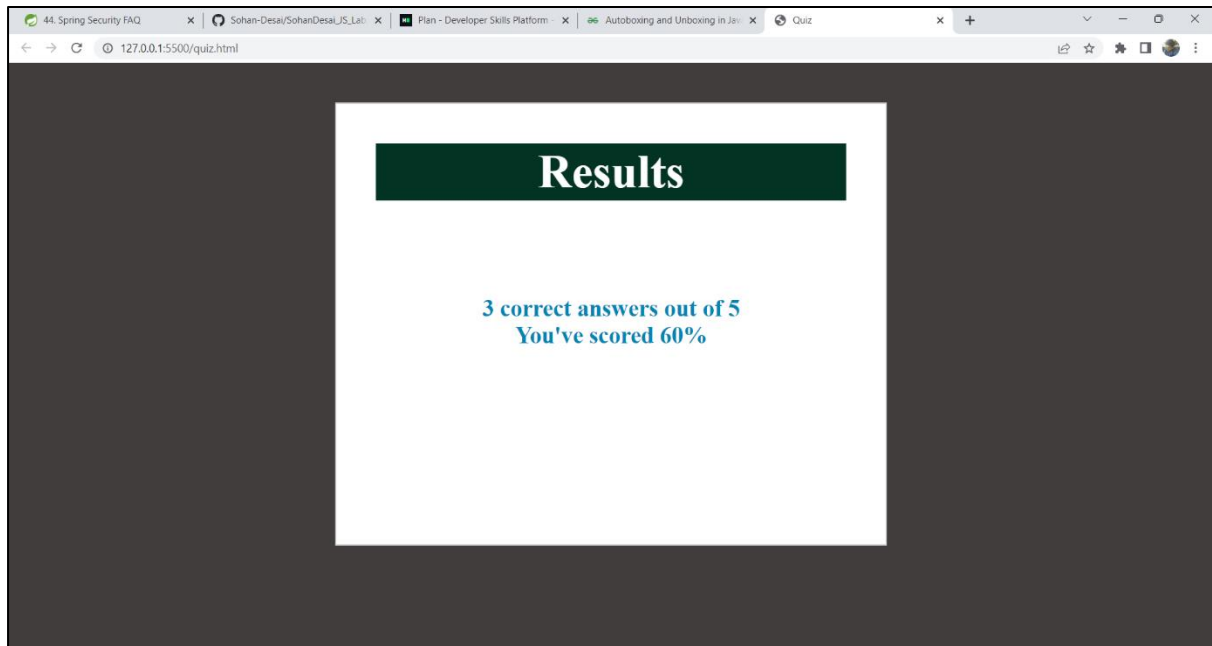 44. Spring Security FAQ
Sohan-Desai/SohanDesai_JS_Lab
Plan - Developer Skills Platform -
Autoboxing and Unboxing in Jav
Quiz
127.0.0.1:5500/quiz.html
Results
3 correct answers out of 5
You've scored 60%